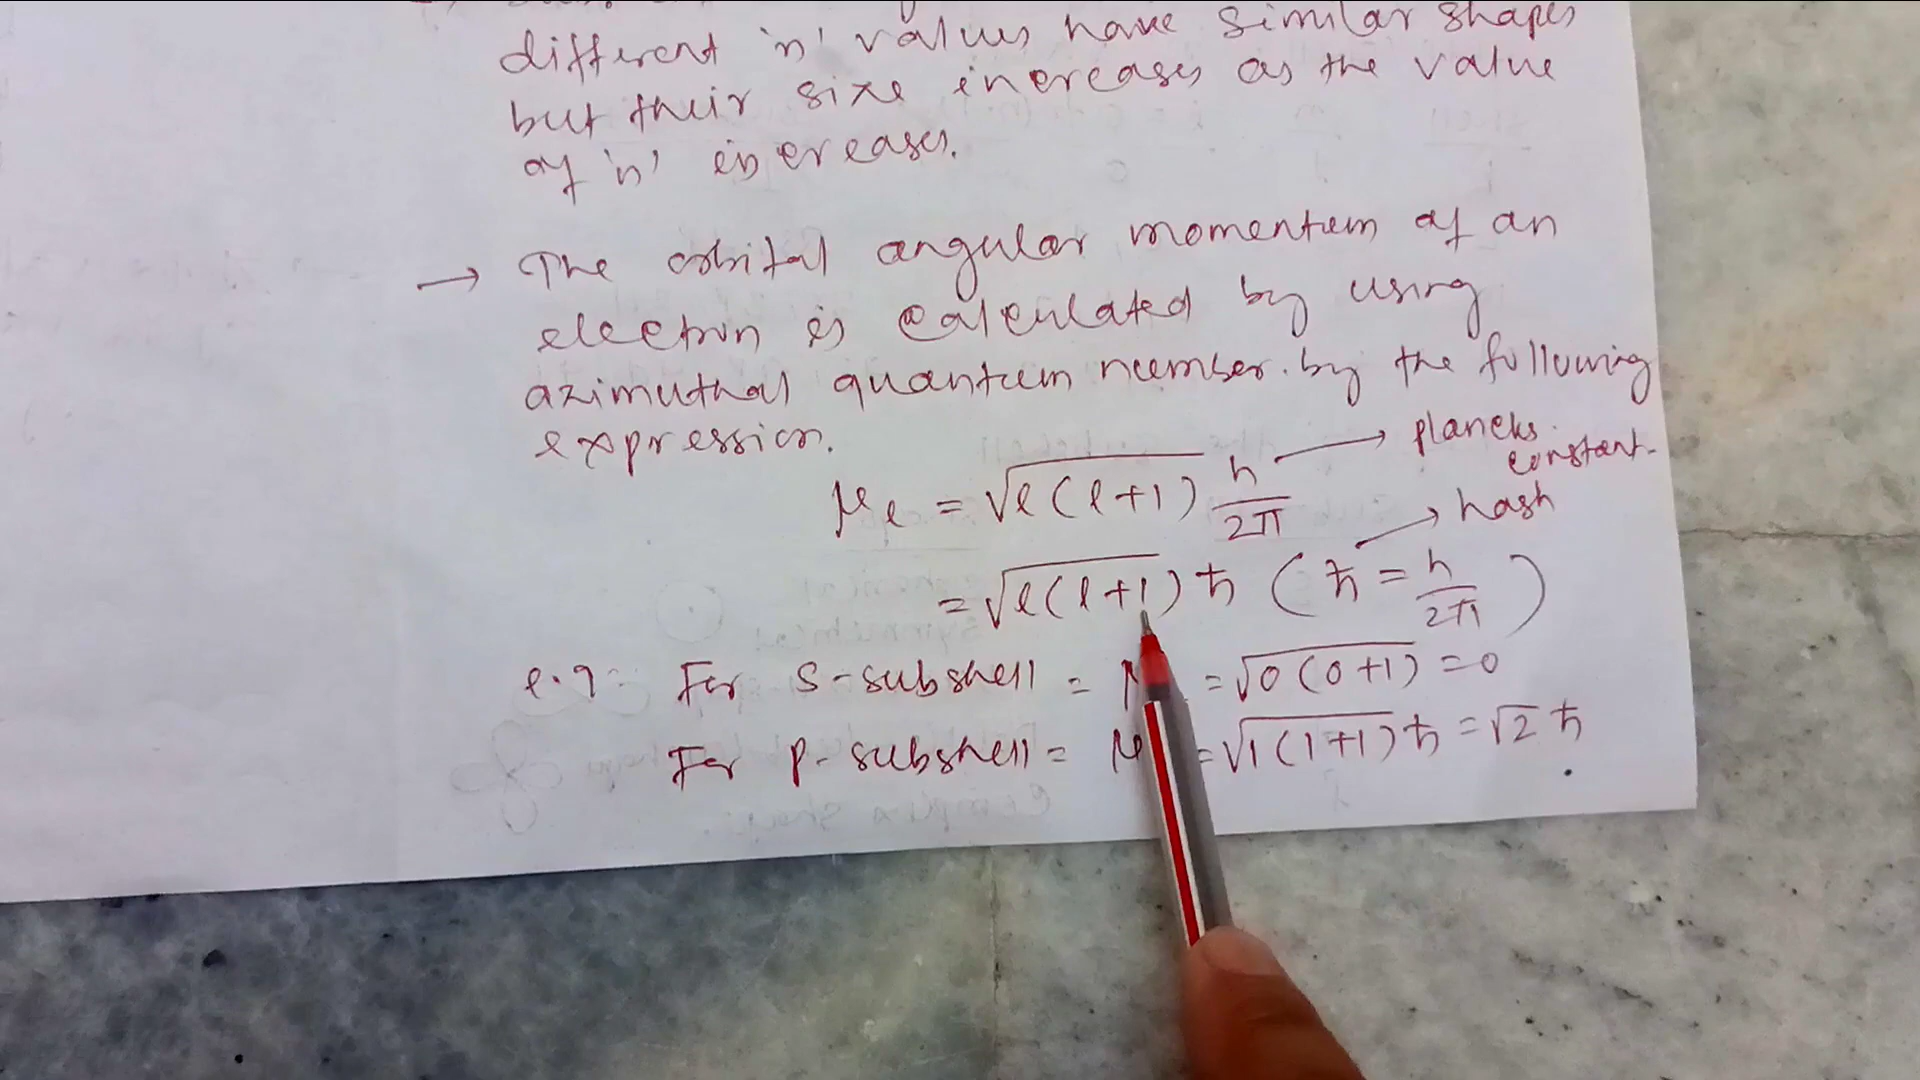 different 'n' values have similar shapes
but their size increases as the value
of 'n' increases.
→ The orbital angular momentum of an
electron is calculated by using
azimuthal quantum number. by the following
expression.
μℓ = √ℓ(ℓ+1) h/2π → plancks constant.
= √ℓ(ℓ+1) ħ (ħ = h/2π) → hash
e.g. For s-subshell = μ = √0(0+1) = 0
For p-subshell = μ = √1(1+1) ħ = √2 ħ